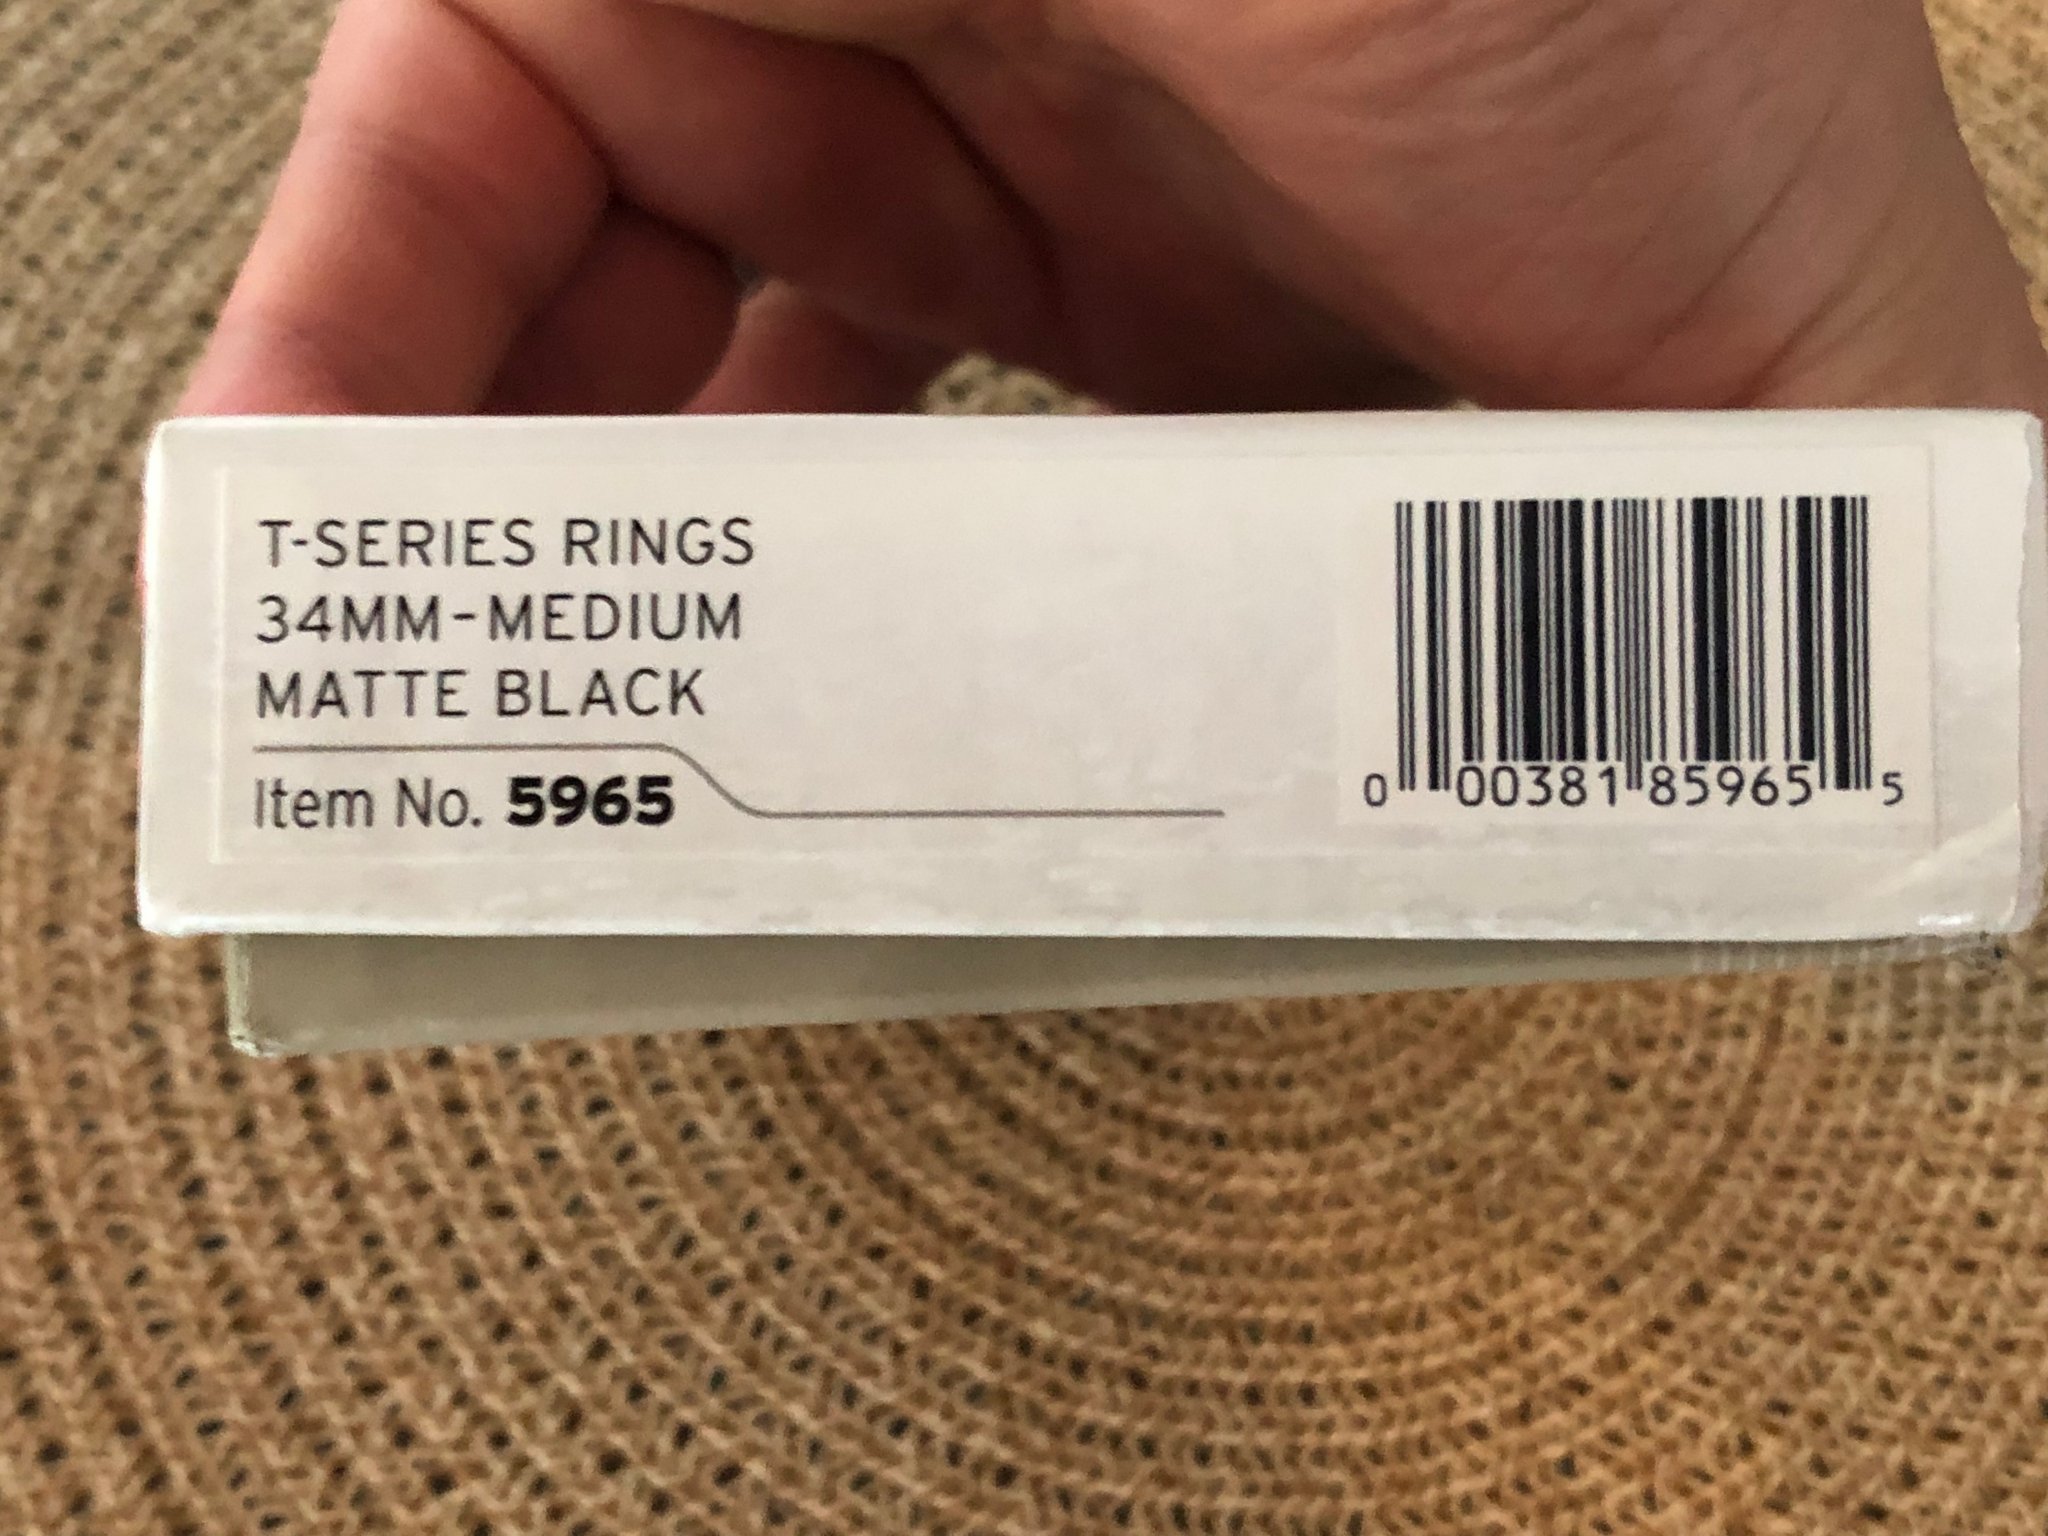 T-SERIES RINGS
34MM-MEDIUM
MATTE BLACK
Item No. 5965
0 00381 85965 5